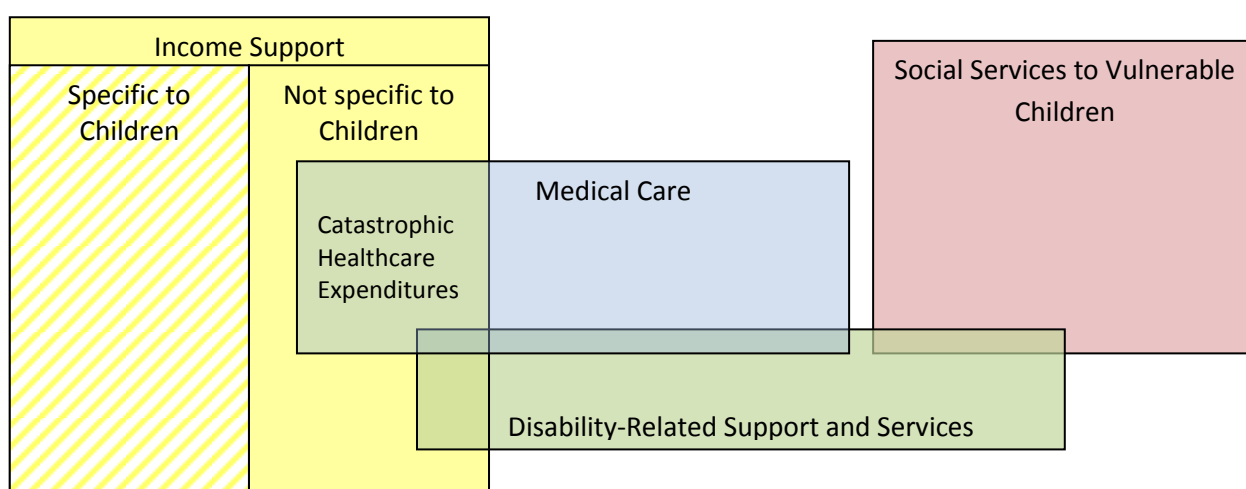 Income Support
Specific to
Children
Not specific to
Children
Social Services to Vulnerable
Children
Medical Care
Catastrophic
Healthcare
Expenditures
Disability-Related Support and Services